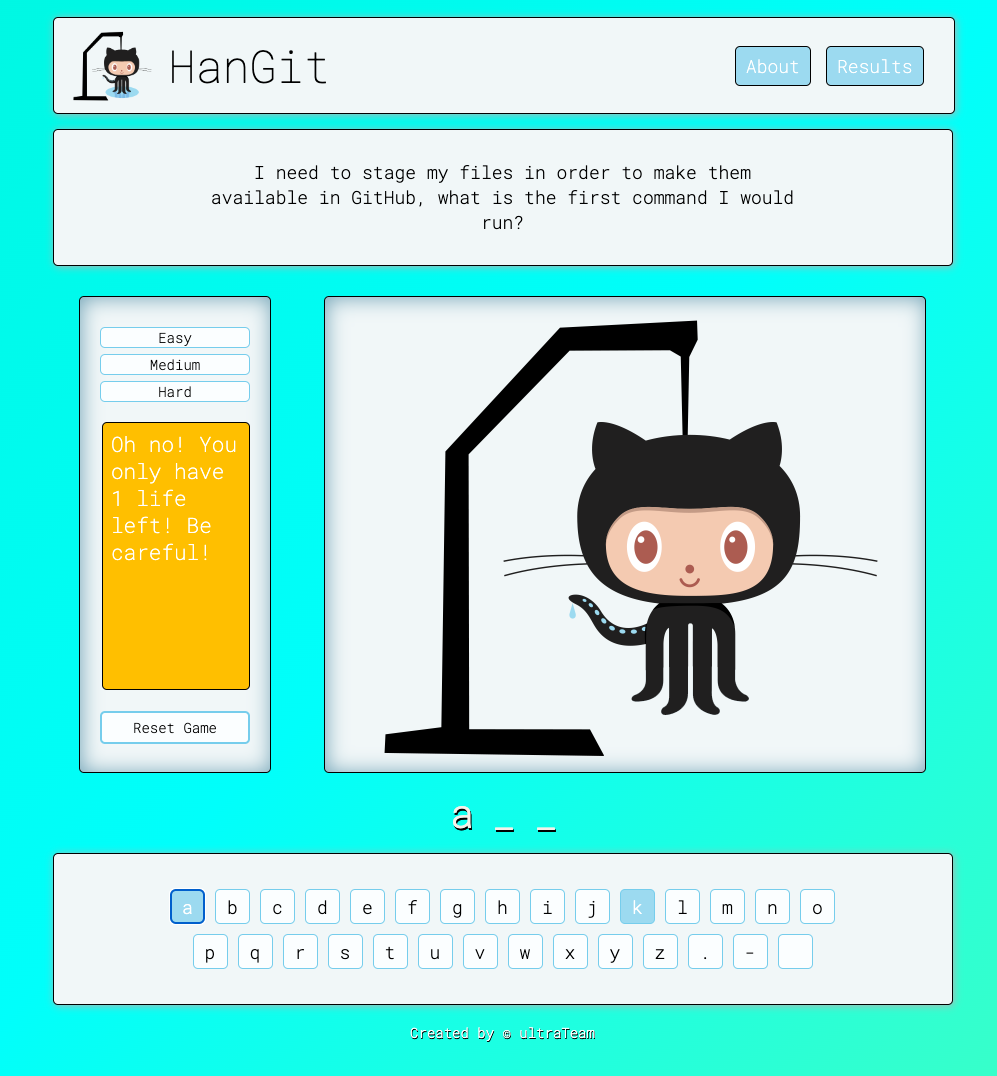 HanGit
About
Results
I need to stage my files in order to make them
available in GitHub, what is the first command I would
run?
Easy
Medium
Hard
Oh no! You
only have
1 life
left! Be
careful!
Reset Game
a _ _
a b c d e f g h i j k l m n o
p q r s t u v w x y z . -
Created by © ultraTeam